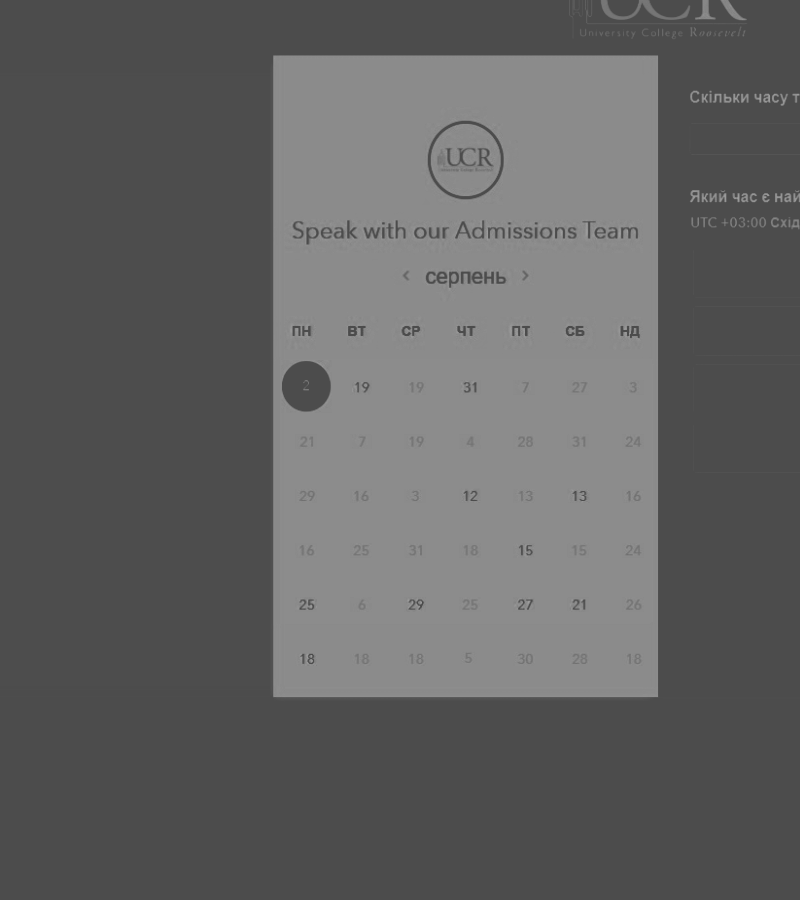 UCR
University College Roosevelt
Скільки часу т
UCR
Який час є най
UTC +03:00 Схід
Speak with our Admissions Team
‹ серпень ›
ПН ВТ СР ЧТ ПТ СБ НД
2 19 19 31 7 27 3
21 7 19 4 28 31 24
29 16 3 12 13 13 16
16 25 31 18 15 15 24
25 6 29 25 27 21 26
18 18 18 5 30 28 18